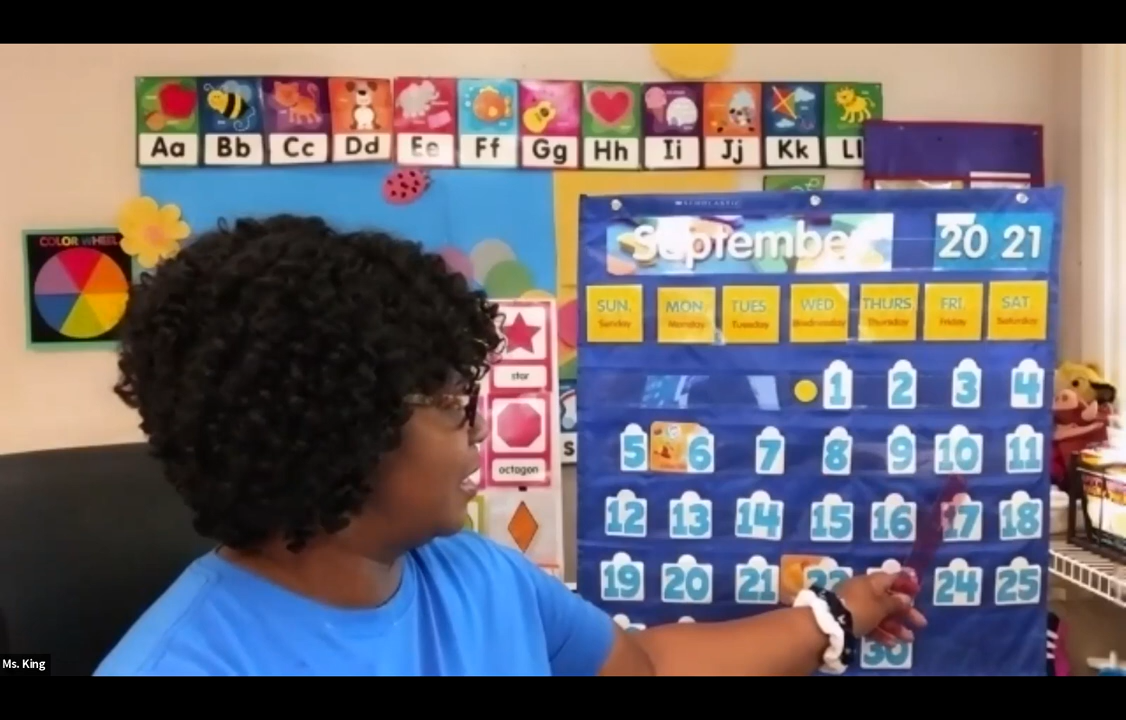 Aa Bb Cc Dd Ee Ff Gg Hh Ii Jj Kk Ll
COLOR WHEEL
SCHOLASTIC
September 20 21
SUN. MON. TUES WED THURS. FRI. SAT
Sunday Monday Tuesday Wednesday Thursday Friday Saturday
1 2 3 4
star
5 6 7 8 9 10 11
octagon
S
12 13 14 15 16 17 18
19 20 21 22 24 25
30
Ms. King